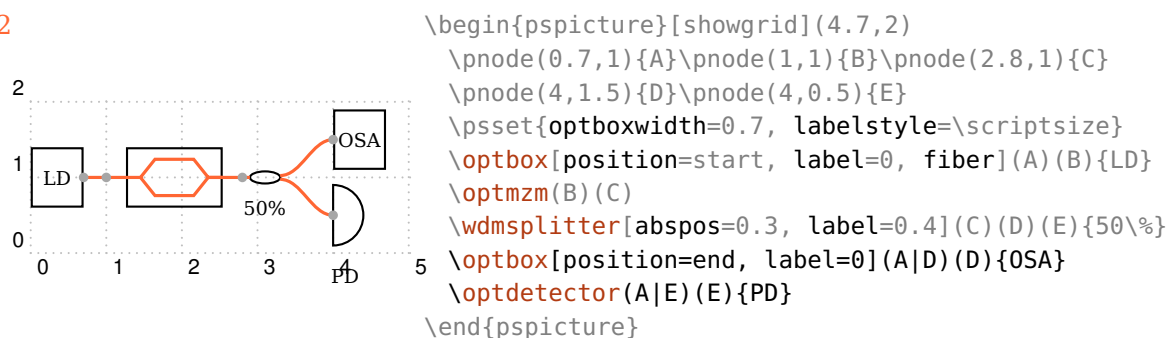 2
2
1
0
0 1 2 3 4 5
LD
50%
OSA
PD
\begin{pspicture}[showgrid](4.7,2)
\pnode(0.7,1){A}\pnode(1,1){B}\pnode(2.8,1){C}
\pnode(4,1.5){D}\pnode(4,0.5){E}
\psset{optboxwidth=0.7, labelstyle=\scriptsize}
\optbox[position=start, label=0, fiber](A)(B){LD}
\optmzm(B)(C)
\wdmsplitter[abspos=0.3, label=0.4](C)(D)(E){50\%}
\optbox[position=end, label=0](A|D)(D){OSA}
\optdetector(A|E)(E){PD}
\end{pspicture}